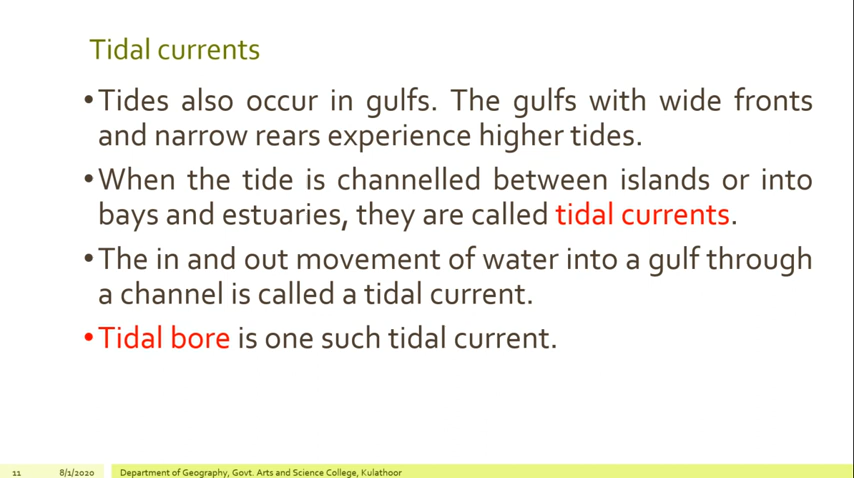 Tidal currents
•Tides also occur in gulfs. The gulfs with wide fronts
and narrow rears experience higher tides.
•When the tide is channelled between islands or into
bays and estuaries, they are called tidal currents.
•The in and out movement of water into a gulf through
a channel is called a tidal current.
•Tidal bore is one such tidal current.
11 8/1/2020 Department of Geography, Govt. Arts and Science College, Kulathoor